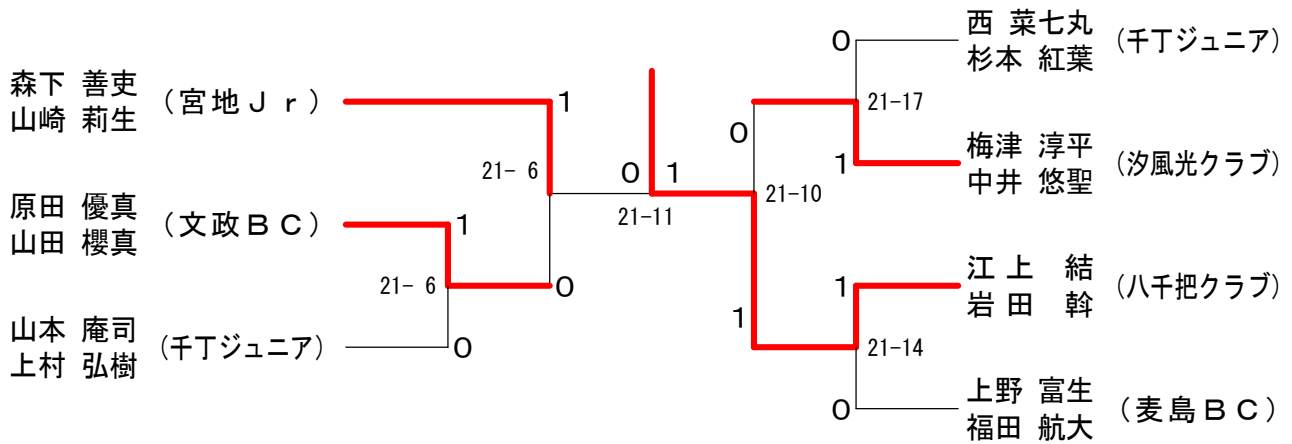 森下 善吏
山崎 莉生
(宮地Jr)
1
21- 6
原田 優真
山田 櫻真
(文政BC)
1
21- 6
0
山本 庵司
上村 弘樹
(千丁ジュニア)
0
0
1
21-11
西 菜七丸
杉本 紅葉
(千丁ジュニア)
0
21-17
0
梅津 淳平
中井 悠聖
(汐風光クラブ)
1
21-10
江上 結
岩田 斡
(八千把クラブ)
1
1
21-14
上野 富生
福田 航大
(麦島BC)
0